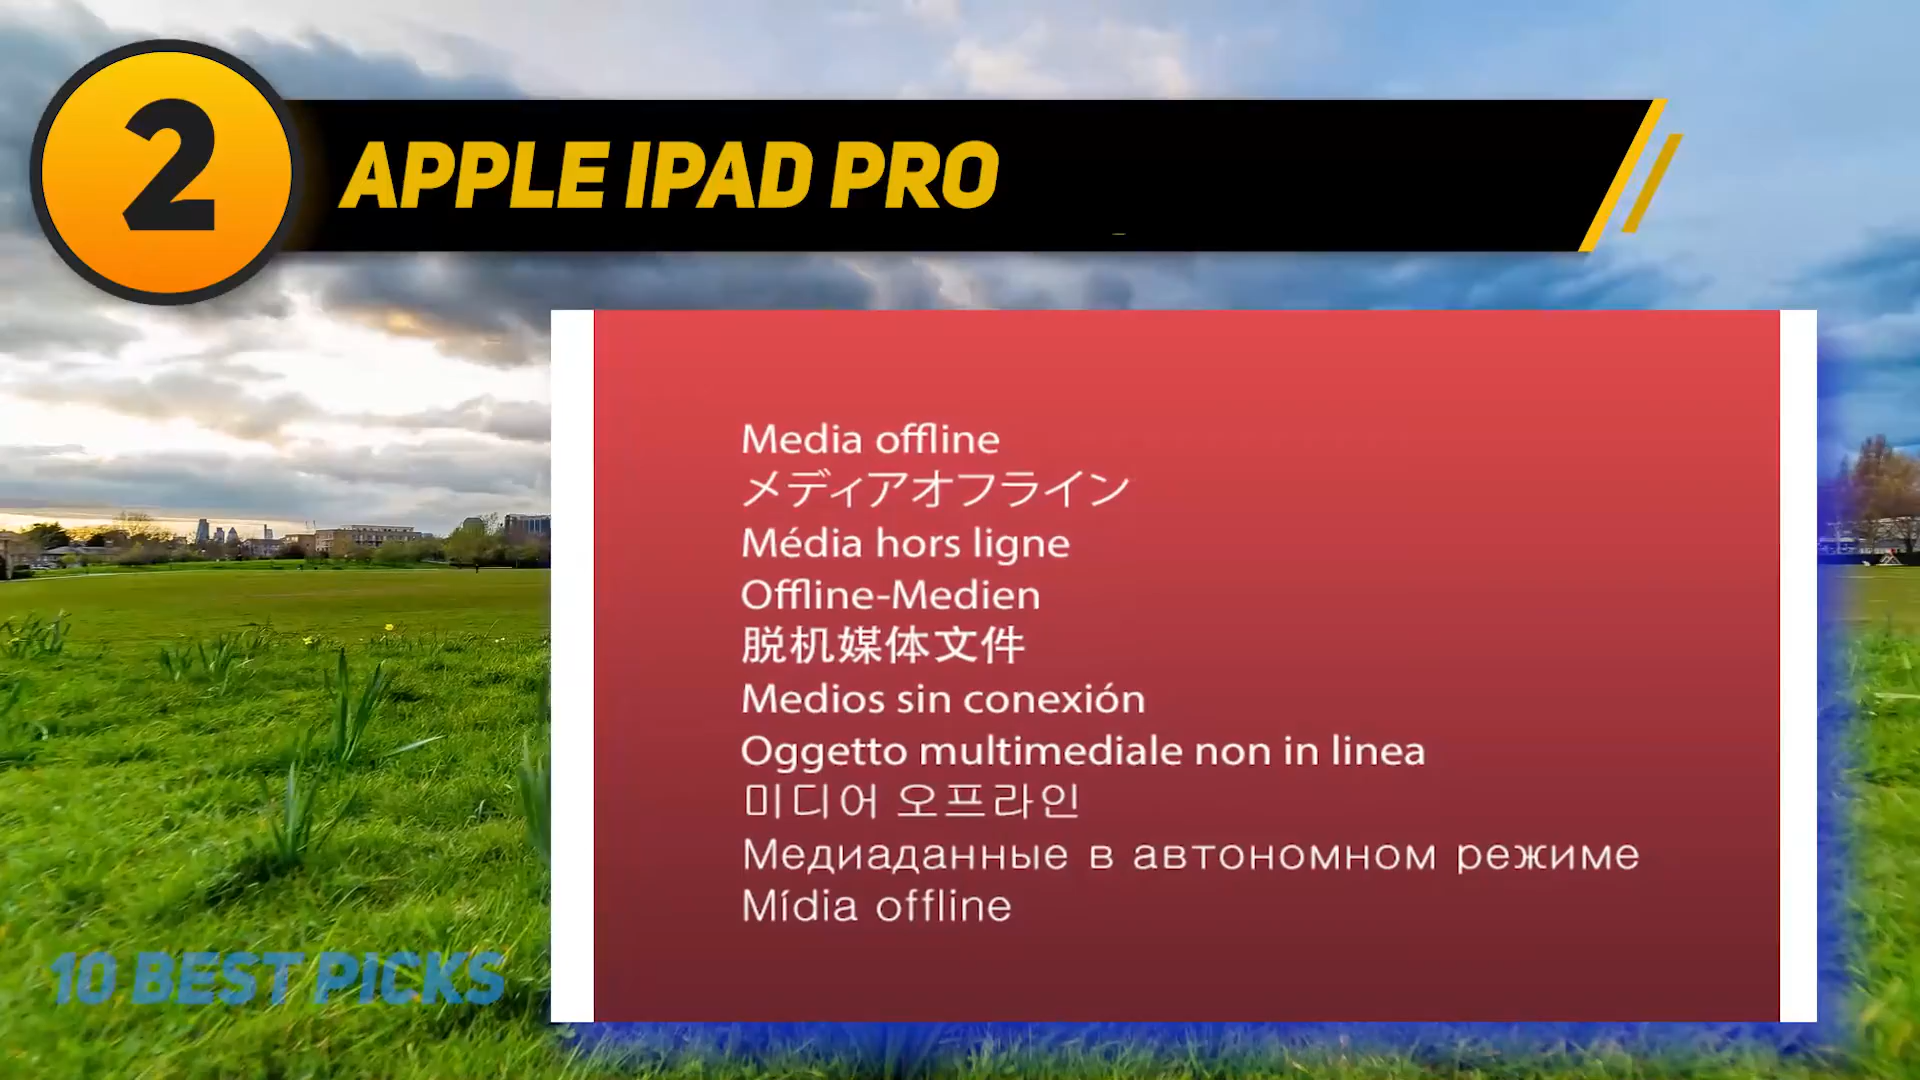 2
APPLE IPAD PRO
Media offline
メディアオフライン
Média hors ligne
Offline-Medien
脱机媒体文件
Medios sin conexión
Oggetto multimediale non in linea
미디어 오프라인
Медиаданные в автономном режиме
Mídia offline
10 BEST PICKS